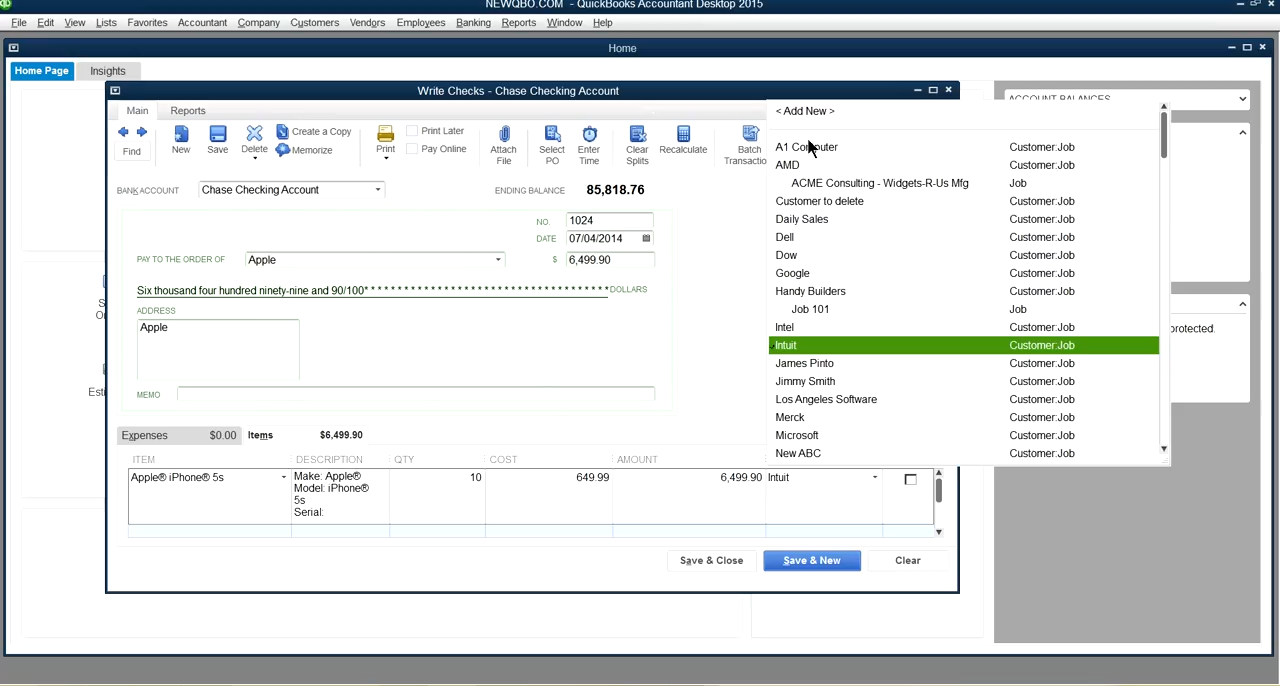 NEWQBO.COM - QuickBooks Accountant Desktop 2015
File Edit View Lists Favorites Accountant Company Customers Vendors Employees Banking Reports Window Help
Home
Home Page Insights
ACCOUNT BALANCES
Write Checks - Chase Checking Account
Main Reports
Find
New
Save
Delete
Create a Copy
Memorize
Print
Print Later
Pay Online
Attach
File
Select
PO
Enter
Time
Clear
Splits
Recalculate
Batch
Transactio
BANK ACCOUNT Chase Checking Account
ENDING BALANCE 85,818.76
NO. 1024
DATE 07/04/2014
PAY TO THE ORDER OF Apple $ 6,499.90
Six thousand four hundred ninety-nine and 90/100* * * * * * * * * * * * * * * * * * * * * * * * * * * * * * * * * * * * * DOLLARS
ADDRESS
Apple
MEMO
Expenses $0.00 Items $6,499.90
ITEM DESCRIPTION QTY COST AMOUNT
Apple® iPhone® 5s
Make: Apple®
Model: iPhone®
5s
Serial:
10 649.99 6,499.90 Intuit
Save & Close Save & New Clear
< Add New >
A1 Computer Customer:Job
AMD Customer:Job
ACME Consulting - Widgets-R-Us Mfg Job
Customer to delete Customer:Job
Daily Sales Customer:Job
Dell Customer:Job
Dow Customer:Job
Google Customer:Job
Handy Builders Customer:Job
Job 101 Job
Intel Customer:Job
Intuit Customer:Job
James Pinto Customer:Job
Jimmy Smith Customer:Job
Los Angeles Software Customer:Job
Merck Customer:Job
Microsoft Customer:Job
New ABC Customer:Job
S
Or
Esti
rotected.